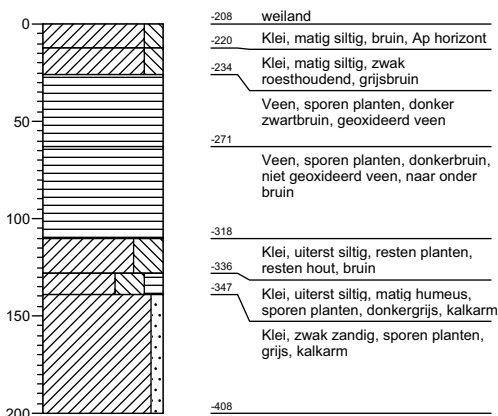 0
50
100
150
200
-208 weiland
-220 Klei, matig siltig, bruin, Ap horizont
-234 Klei, matig siltig, zwak
roesthoudend, grijsbruin
Veen, sporen planten, donker
zwartbruin, geoxideerd veen
-271
Veen, sporen planten, donkerbruin,
niet geoxideerd veen, naar onder
bruin
-318
Klei, uiterst siltig, resten planten,
-336 resten hout, bruin
-347 Klei, uiterst siltig, matig humeus,
sporen planten, donkergrijs, kalkarm
Klei, zwak zandig, sporen planten,
grijs, kalkarm
-408